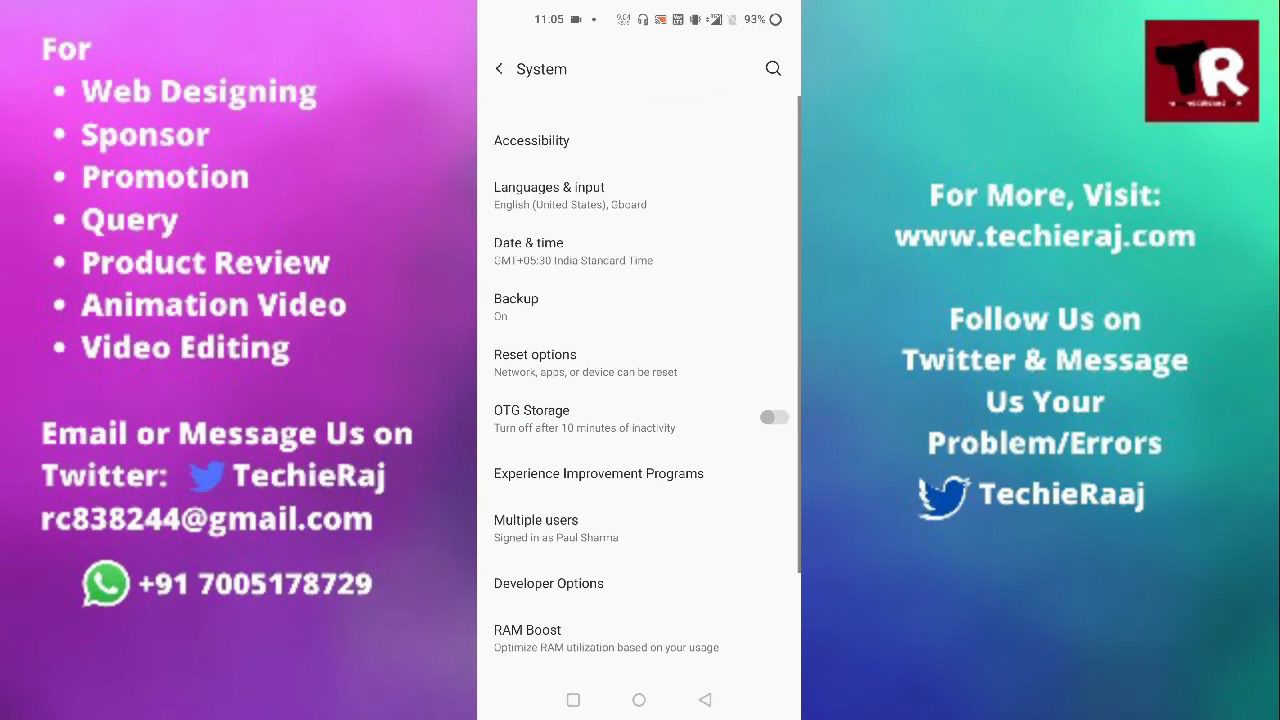 For
• Web Designing
• Sponsor
• Promotion
• Query
• Product Review
• Animation Video
• Video Editing
Email or Message Us on
Twitter: TechieRaj
rc838244@gmail.com
+91 7005178729
11:05
93%
System
Accessibility
Languages & input
English (United States), Gboard
Date & time
GMT+05:30 India Standard Time
Backup
On
Reset options
Network, apps, or device can be reset
OTG Storage
Turn off after 10 minutes of inactivity
Experience Improvement Programs
Multiple users
Signed in as Paul Sharma
Developer Options
RAM Boost
Optimize RAM utilization based on your usage
TR
For More, Visit:
www.techieraj.com
Follow Us on
Twitter & Message
Us Your
Problem/Errors
TechieRaaj